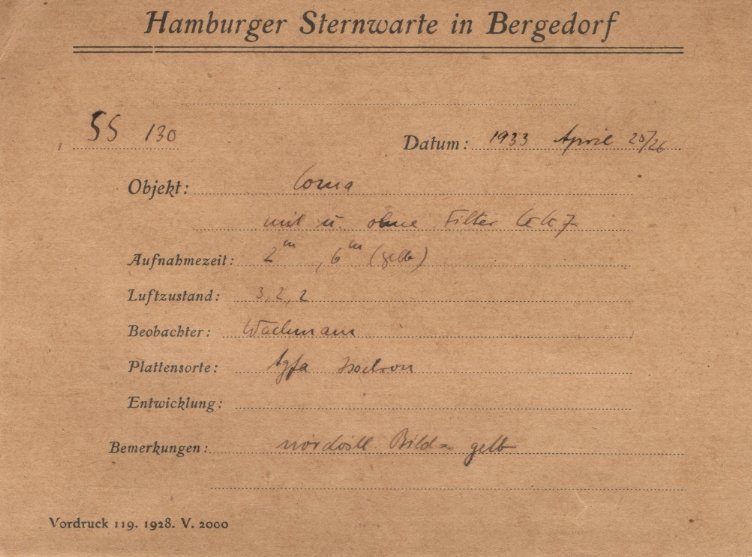 Hamburger Sternwarte in Bergedorf
SS 130 Datum: 1933 April 25/26
Objekt: Coma
mit u. ohne Filter
Aufnahmezeit: 2m, 6m (gelb)
Luftzustand: 3, 2, 2
Beobachter: Wachmann
Plattensorte: Agfa Isochrom
Entwicklung:
Bemerkungen: Bild = gelb
Vordruck 119. 1928. V. 2000